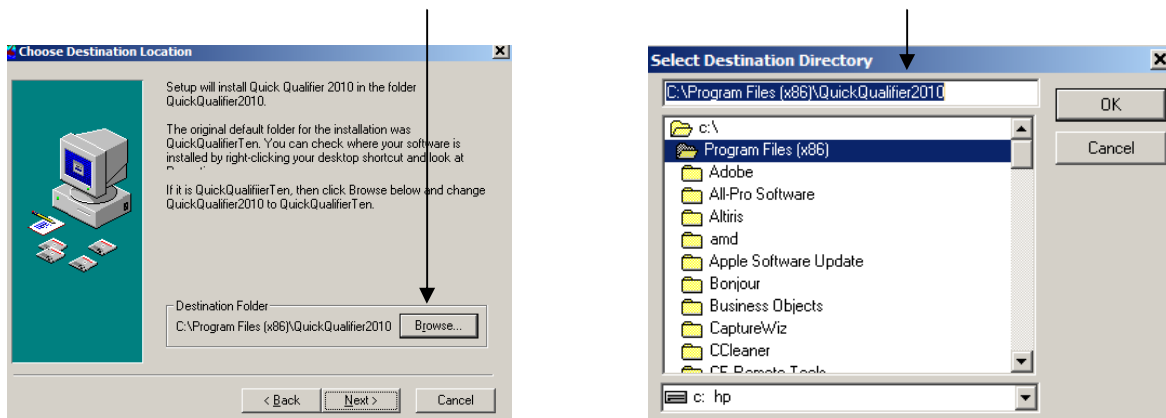 Choose Destination Location
Setup will install Quick Qualifier 2010 in the folder
QuickQualifier2010.
The original default folder for the installation was
QuickQualifierTen. You can check where your software is
installed by right-clicking your desktop shortcut and look at
If it is QuickQualifiierTen, then click Browse below and change
QuickQualifier2010 to QuickQualifierTen.
Destination Folder
C:\Program Files (x86)\QuickQualifier2010
Browse...
< Back
Next >
Cancel
Select Destination Directory
C:\Program Files (x86)\QuickQualifier2010
OK
Cancel
c:\
Program Files (x86)
Adobe
All-Pro Software
Altiris
amd
Apple Software Update
Bonjour
Business Objects
CaptureWiz
CCleaner
c: hp